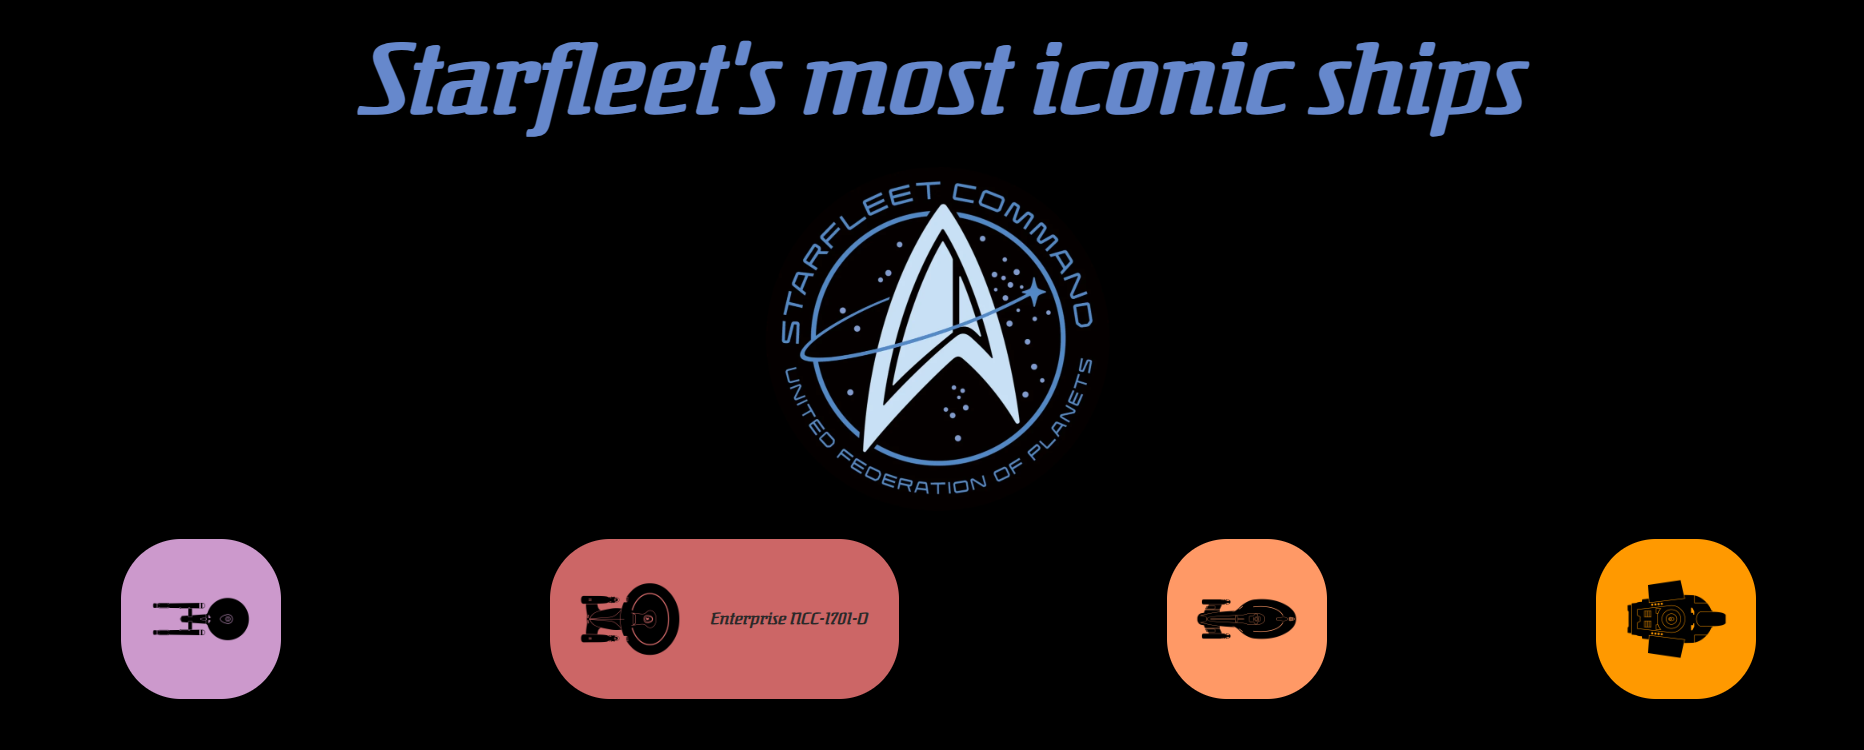 Starfleet's most iconic ships
STARFLEET COMMAND
UNITED FEDERATION OF PLANETS
Enterprise NCC-1701-D